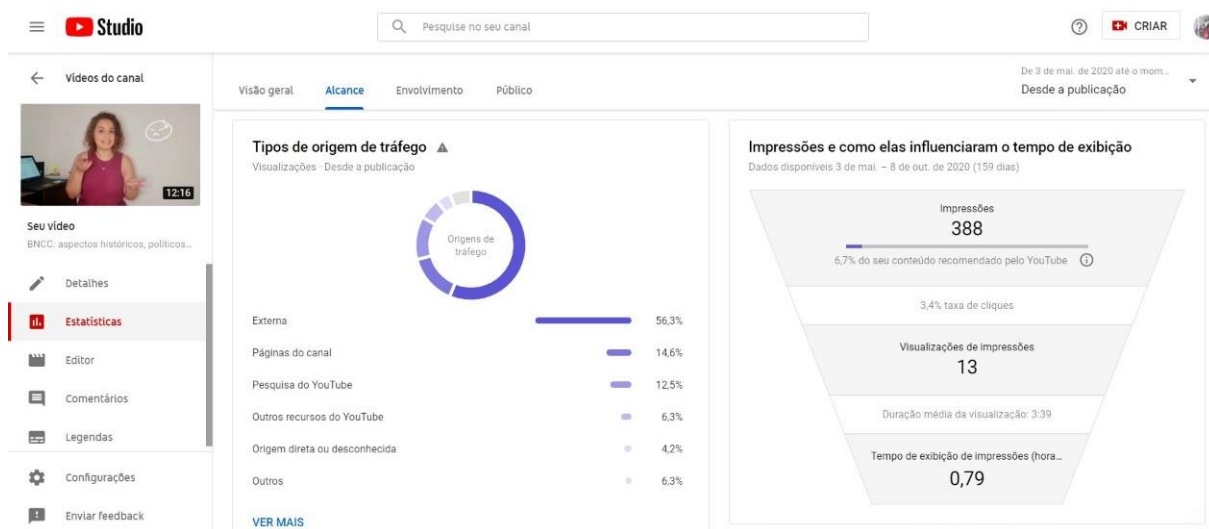 Studio
Pesquise no seu canal
CRIAR
Vídeos do canal
12:16
Seu vídeo
BNCC: aspectos históricos, políticos...
Detalhes
Estatísticas
Editor
Comentários
Legendas
Configurações
Enviar feedback
Visão geral
Alcance
Envolvimento
Público
De 3 de mai. de 2020 até o mom...
Desde a publicação
Tipos de origem de tráfego
Visualizações · Desde a publicação
Origens de
tráfego
Externa 56,3%
Páginas do canal 14,6%
Pesquisa do YouTube 12,5%
Outros recursos do YouTube 6,3%
Origem direta ou desconhecida 4,2%
Outros 6,3%
VER MAIS
Impressões e como elas influenciaram o tempo de exibição
Dados disponíveis 3 de mai. – 8 de out. de 2020 (159 dias)
Impressões
388
6,7% do seu conteúdo recomendado pelo YouTube
3,4% taxa de cliques
Visualizações de impressões
13
Duração média da visualização: 3:39
Tempo de exibição de impressões (hora...
0,79